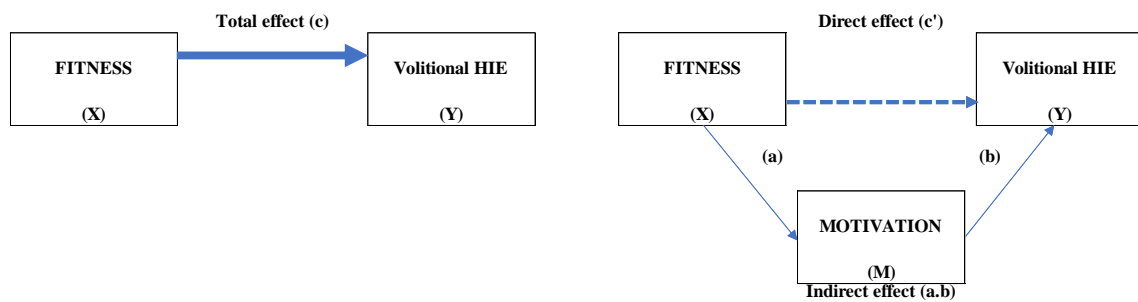 Total effect (c)
FITNESS
(X)
Volitional HIE
(Y)
Direct effect (c')
FITNESS
(X)
Volitional HIE
(Y)
(a)
(b)
MOTIVATION
(M)
Indirect effect (a.b)